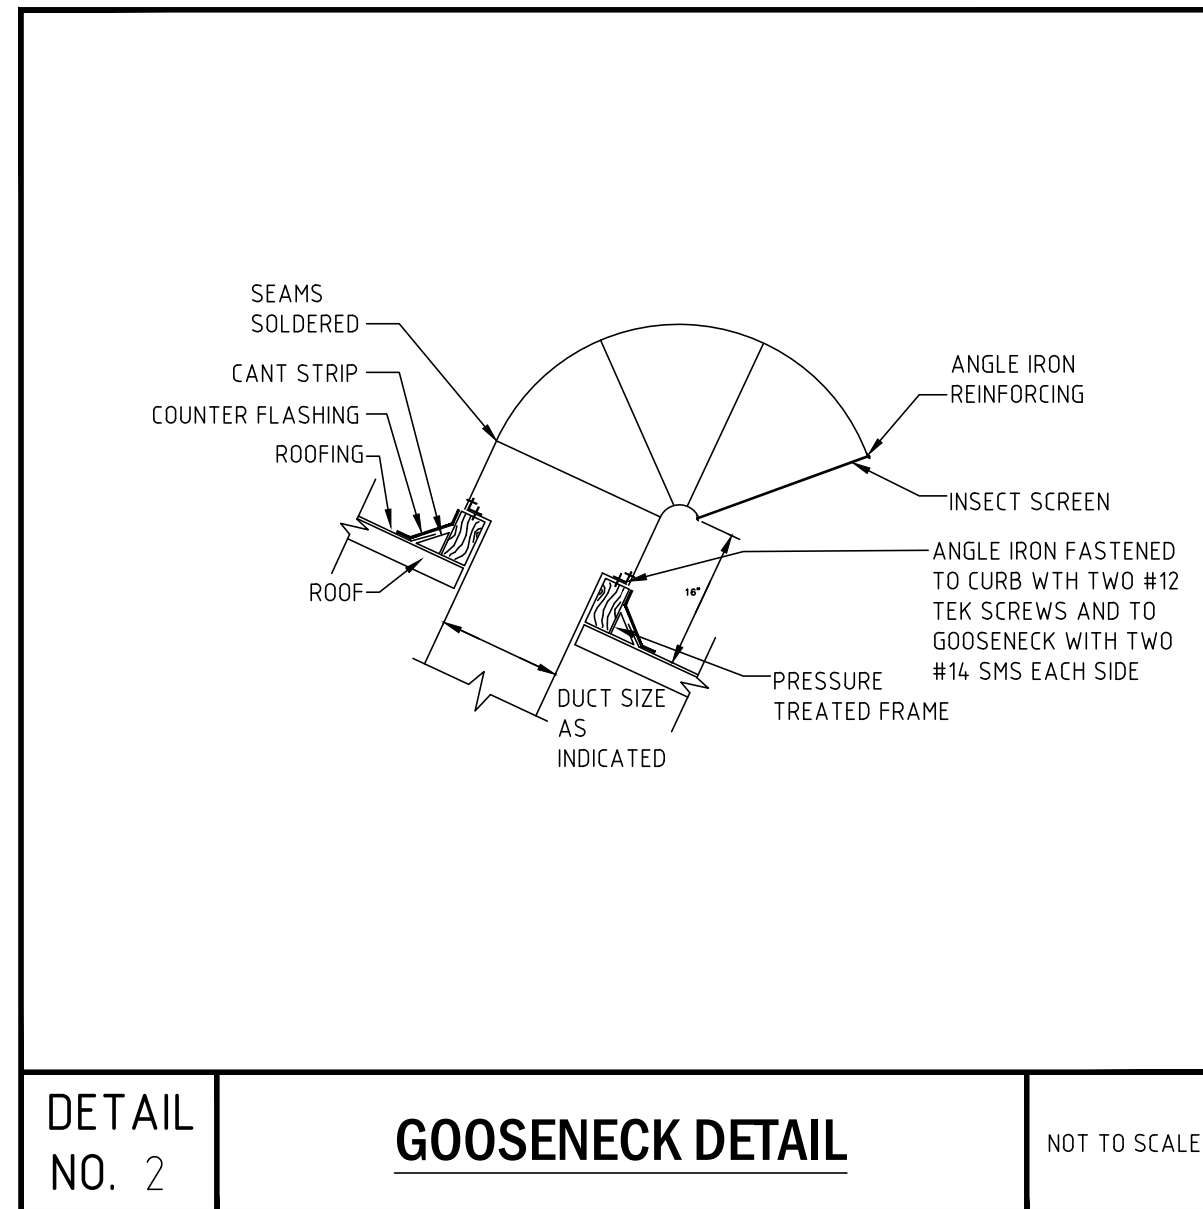 SEAMS
SOLDERED
CANT STRIP
COUNTER FLASHING
ROOFING
ROOF
ANGLE IRON
REINFORCING
INSECT SCREEN
ANGLE IRON FASTENED
TO CURB WTH TWO #12
TEK SCREWS AND TO
GOOSENECK WITH TWO
#14 SMS EACH SIDE
16"
PRESSURE
TREATED FRAME
DUCT SIZE
AS
INDICATED
DETAIL
NO. 2
GOOSENECK DETAIL
NOT TO SCALE